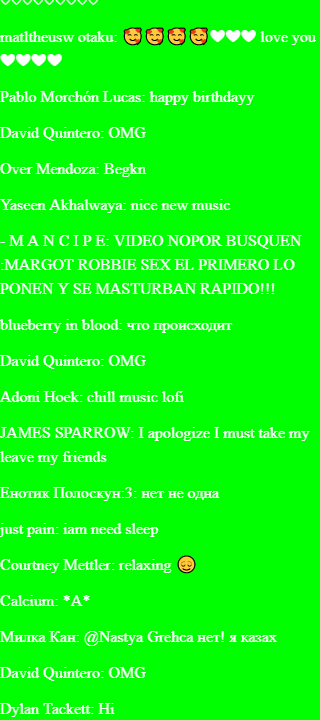 matltheusw otaku: 🥰🥰🥰🥰🤍🤍🤍 love you
🤍🤍🤍🤍
Pablo Morchón Lucas: happy birthdayy
David Quintero: OMG
Over Mendoza: Begkn
Yaseen Akhalwaya: nice new music
- M A N C I P E: VIDEO NOPOR BUSQUEN
:MARGOT ROBBIE SEX EL PRIMERO LO
PONEN Y SE MASTURBAN RAPIDO!!!
blueberry in blood: что происходит
David Quintero: OMG
Adoni Hoek: chill music lofi
JAMES SPARROW: I apologize I must take my
leave my friends
Енотик Полоскун:3: нет не одна
just pain: iam need sleep
Courtney Mettler: relaxing 😌
Calcium: *A*
Милка Кан: @Nastya Grehca нет! я казах
David Quintero: OMG
Dylan Tackett: Hi